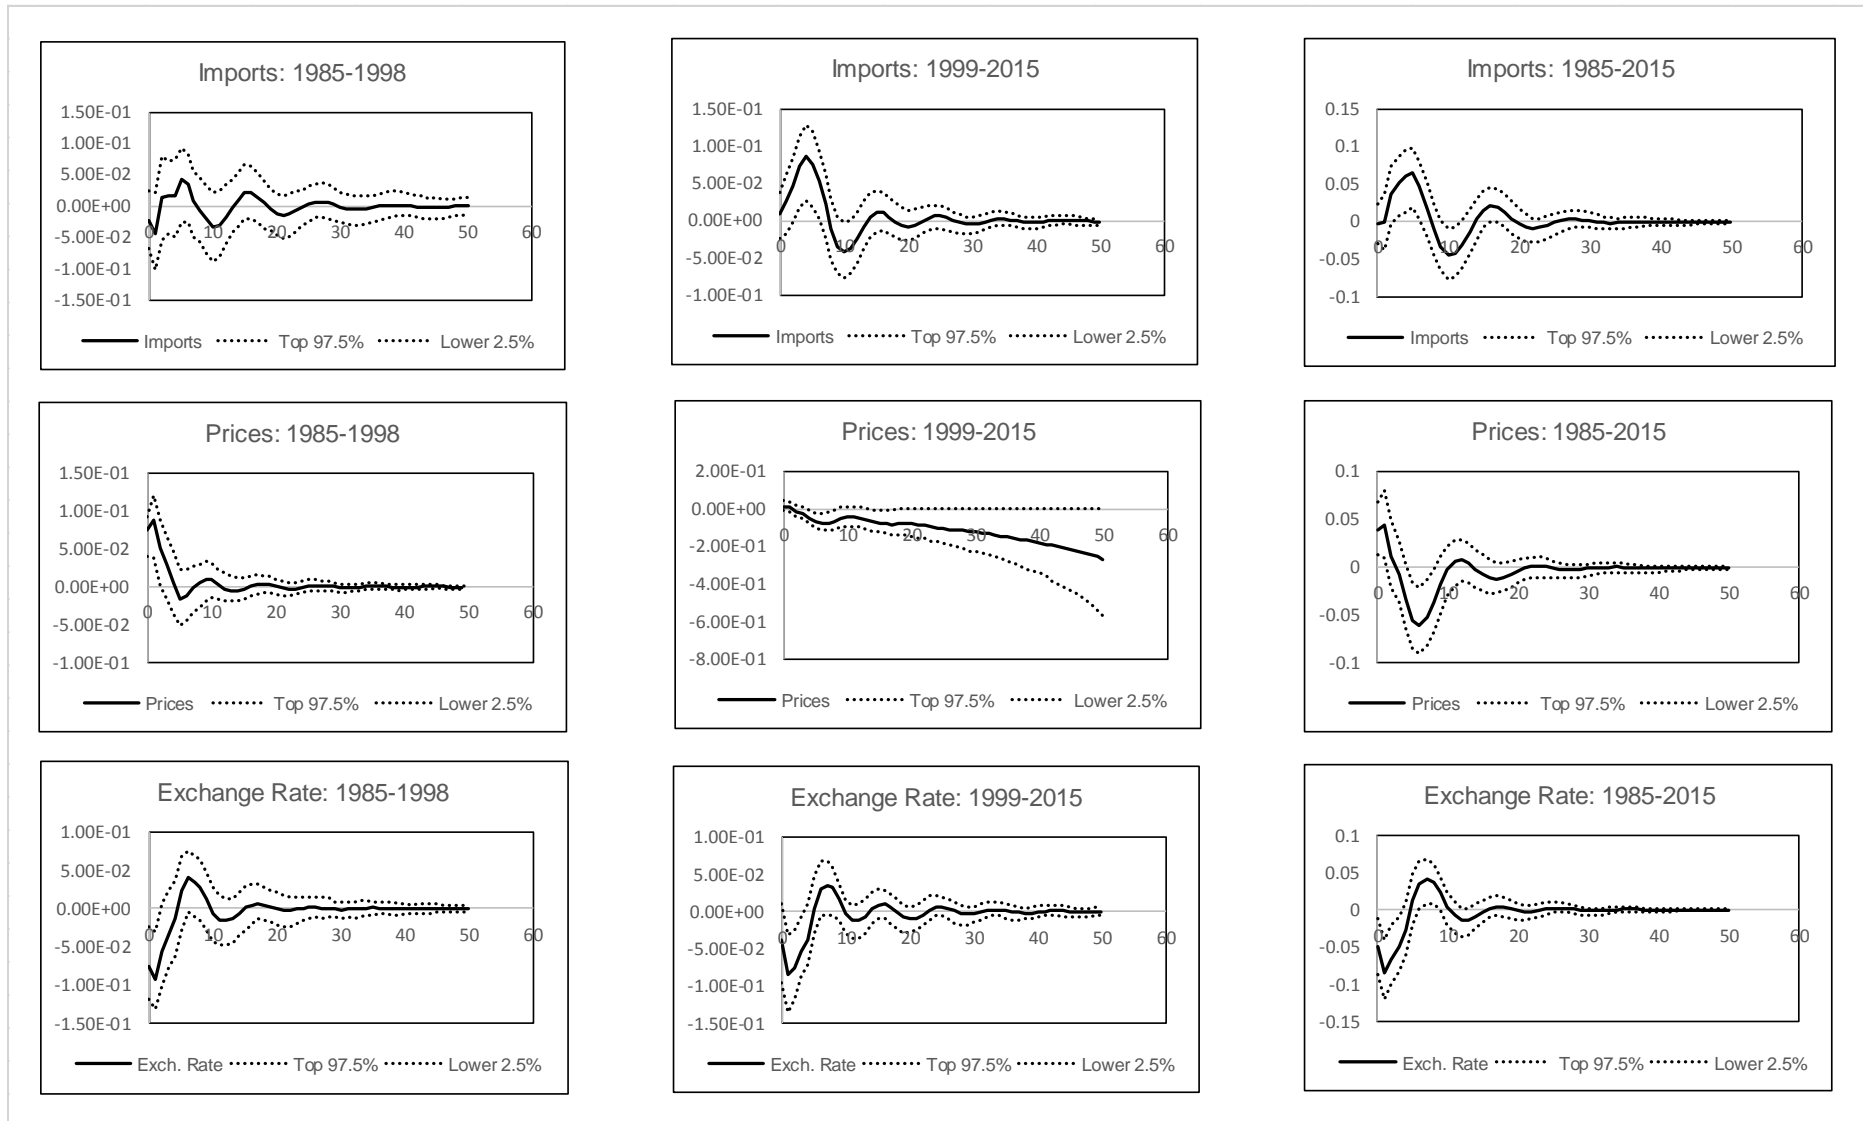 Imports: 1985-1998
1.50E-01
1.00E-01
5.00E-02
0.00E+00
-5.00E-02
-1.00E-01
-1.50E-01
0 10 20 30 40 50 60
Imports Top 97.5% Lower 2.5%
Imports: 1999-2015
1.50E-01
1.00E-01
5.00E-02
0.00E+00
-5.00E-02
-1.00E-01
0 10 20 30 40 50 60
Imports Top 97.5% Lower 2.5%
Imports: 1985-2015
0.15
0.1
0.05
0
-0.05
-0.1
0 10 20 30 40 50 60
Imports Top 97.5% Lower 2.5%
Prices: 1985-1998
1.50E-01
1.00E-01
5.00E-02
0.00E+00
-5.00E-02
-1.00E-01
0 10 20 30 40 50 60
Prices Top 97.5% Lower 2.5%
Prices: 1999-2015
2.00E-01
0.00E+00
-2.00E-01
-4.00E-01
-6.00E-01
-8.00E-01
0 10 20 30 40 50 60
Prices Top 97.5% Lower 2.5%
Prices: 1985-2015
0.1
0.05
0
-0.05
-0.1
0 10 20 30 40 50 60
Prices Top 97.5% Lower 2.5%
Exchange Rate: 1985-1998
1.00E-01
5.00E-02
0.00E+00
-5.00E-02
-1.00E-01
-1.50E-01
0 10 20 30 40 50 60
Exch. Rate Top 97.5% Lower 2.5%
Exchange Rate: 1999-2015
1.00E-01
5.00E-02
0.00E+00
-5.00E-02
-1.00E-01
-1.50E-01
0 10 20 30 40 50 60
Exch. Rate Top 97.5% Lower 2.5%
Exchange Rate: 1985-2015
0.1
0.05
0
-0.05
-0.1
-0.15
0 10 20 30 40 50 60
Exch. Rate Top 97.5% Lower 2.5%